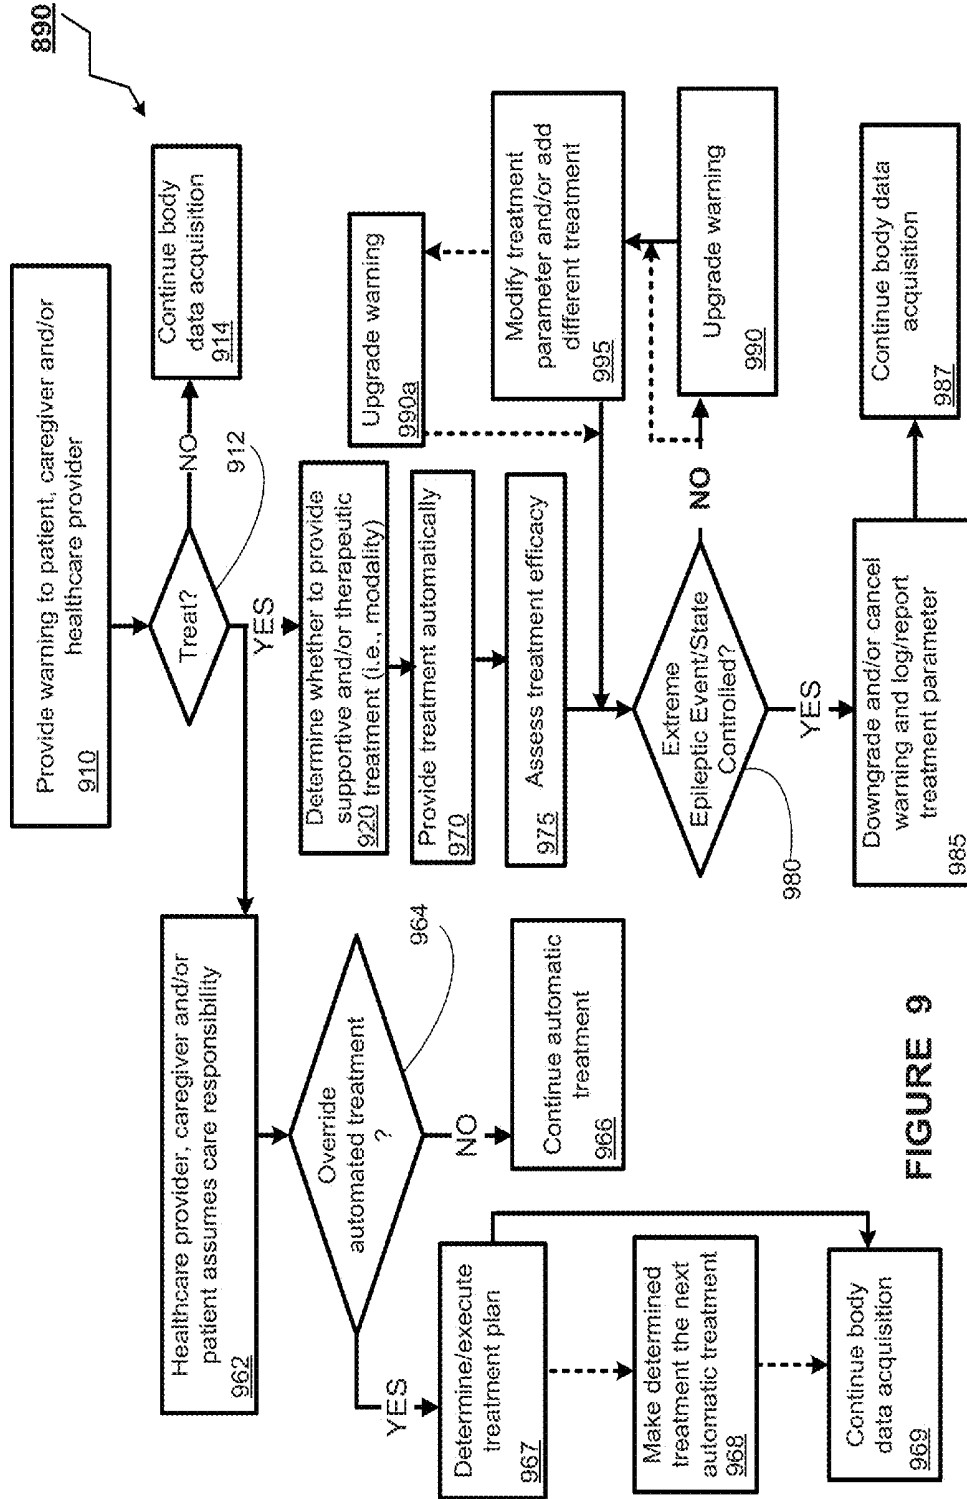 890
Provide warning to patient, caregiver and/or
healthcare provider
910
Treat?
912
NO
Continue body
data acquisition
914
YES
Determine whether to provide
supportive and/or therapeutic
920 treatment (i.e., modality)
Provide treatment automatically
970
Assess treatment efficacy
975
Extreme
Epileptic Event/State
Controlled?
980
NO
Upgrade warning
990
Modify treatment
parameter and/or add
different treatment
995
Upgrade warning
990a
YES
Downgrade and/or cancel
warning and log/report
treatment parameter
985
Continue body data
acquisition
987
Healthcare provider, caregiver and/or
patient assumes care responsibility
962
Override
automated treatment
?
964
NO
Continue automatic
treatment
966
YES
Determine/execute
treatment plan
967
Make determined
treatment the next
automatic treatment
968
Continue body
data acquisition
969
FIGURE 9